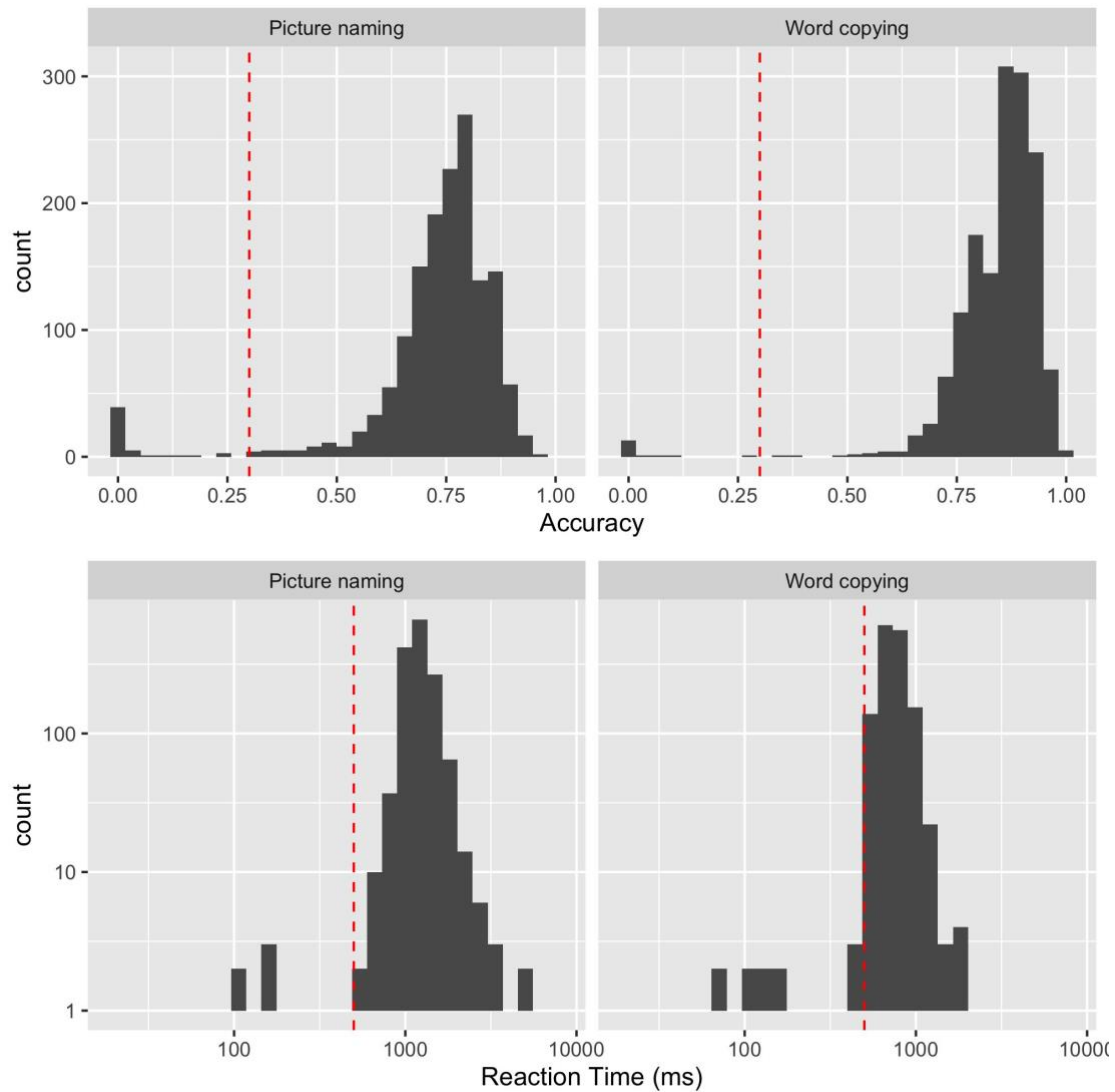 Picture naming Word copying
300
200
100
0
count
0.00 0.25 0.50 0.75 1.00 0.00 0.25 0.50 0.75 1.00
Accuracy
Picture naming Word copying
100
10
1
count
100 1000 10000 100 1000 10000
Reaction Time (ms)